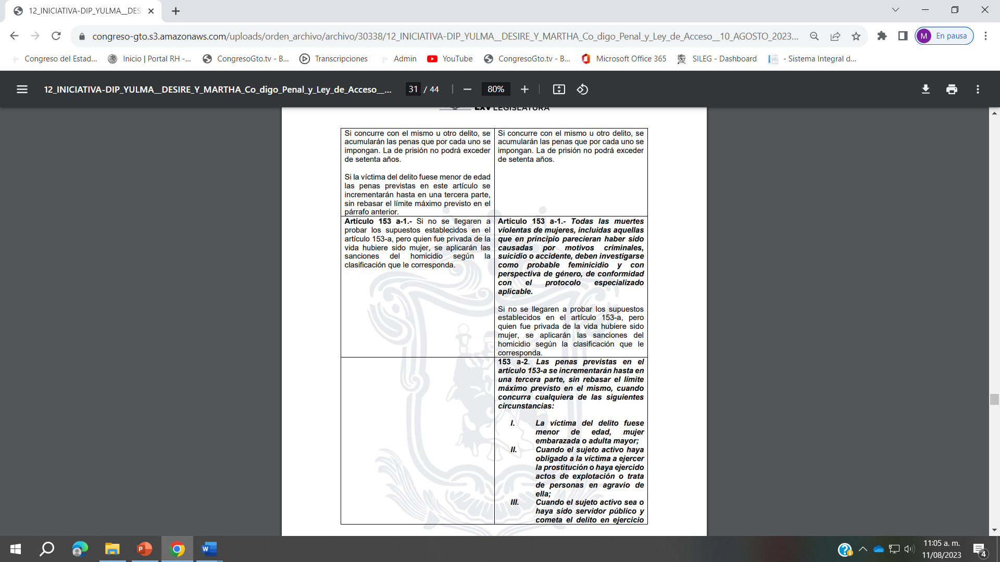 12_INICIATIVA-DIP_YULMA__DES
congreso-gto.s3.amazonaws.com/uploads/orden_archivo/archivo/30338/12_INICIATIVA-DIP_YULMA__DESIRE_Y_MARTHA_Co_digo_Penal_y_Ley_de_Acceso__10_AGOSTO_2023...
M En pausa
Congreso del Estad...
Inicio | Portal RH -...
CongresoGto.tv - B...
Transcripciones
Admin
YouTube
CongresoGto.tv - B...
Microsoft Office 365
SILEG - Dashboard
- Sistema Integral d...
12_INICIATIVA-DIP_YULMA__DESIRE_Y_MARTHA_Co_digo_Penal_y_Ley_de_Acceso__...
31 / 44
80%
LXV LEGISLATURA
Si concurre con el mismo u otro delito, se
acumularán las penas que por cada uno se
impongan. La de prisión no podrá exceder
de setenta años.
Si la víctima del delito fuese menor de edad
las penas previstas en este artículo se
incrementarán hasta en una tercera parte,
sin rebasar el límite máximo previsto en el
párrafo anterior.
Si concurre con el mismo u otro delito, se
acumularán las penas que por cada uno se
impongan. La de prisión no podrá exceder
de setenta años.
Artículo 153 a-1.- Si no se llegaren a
probar los supuestos establecidos en el
artículo 153-a, pero quien fue privada de la
vida hubiere sido mujer, se aplicarán las
sanciones del homicidio según la
clasificación que le corresponda.
Artículo 153 a-1.- Todas las muertes
violentas de mujeres, incluidas aquellas
que en principio parecieran haber sido
causadas por motivos criminales,
suicidio o accidente, deben investigarse
como probable feminicidio y con
perspectiva de género, de conformidad
con el protocolo especializado
aplicable.
Si no se llegaren a probar los supuestos
establecidos en el artículo 153-a, pero
quien fue privada de la vida hubiere sido
mujer, se aplicarán las sanciones del
homicidio según la clasificación que le
corresponda.
153 a-2. Las penas previstas en el
artículo 153-a se incrementarán hasta en
una tercera parte, sin rebasar el límite
máximo previsto en el mismo, cuando
concurra cualquiera de las siguientes
circunstancias:
I. La víctima del delito fuese
menor de edad, mujer
embarazada o adulta mayor;
II. Cuando el sujeto activo haya
obligado a la víctima a ejercer
la prostitución o haya ejercido
actos de explotación o trata
de personas en agravio de
ella;
III. Cuando el sujeto activo sea o
haya sido servidor público y
cometa el delito en ejercicio
11:05 a. m.
11/08/2023
4